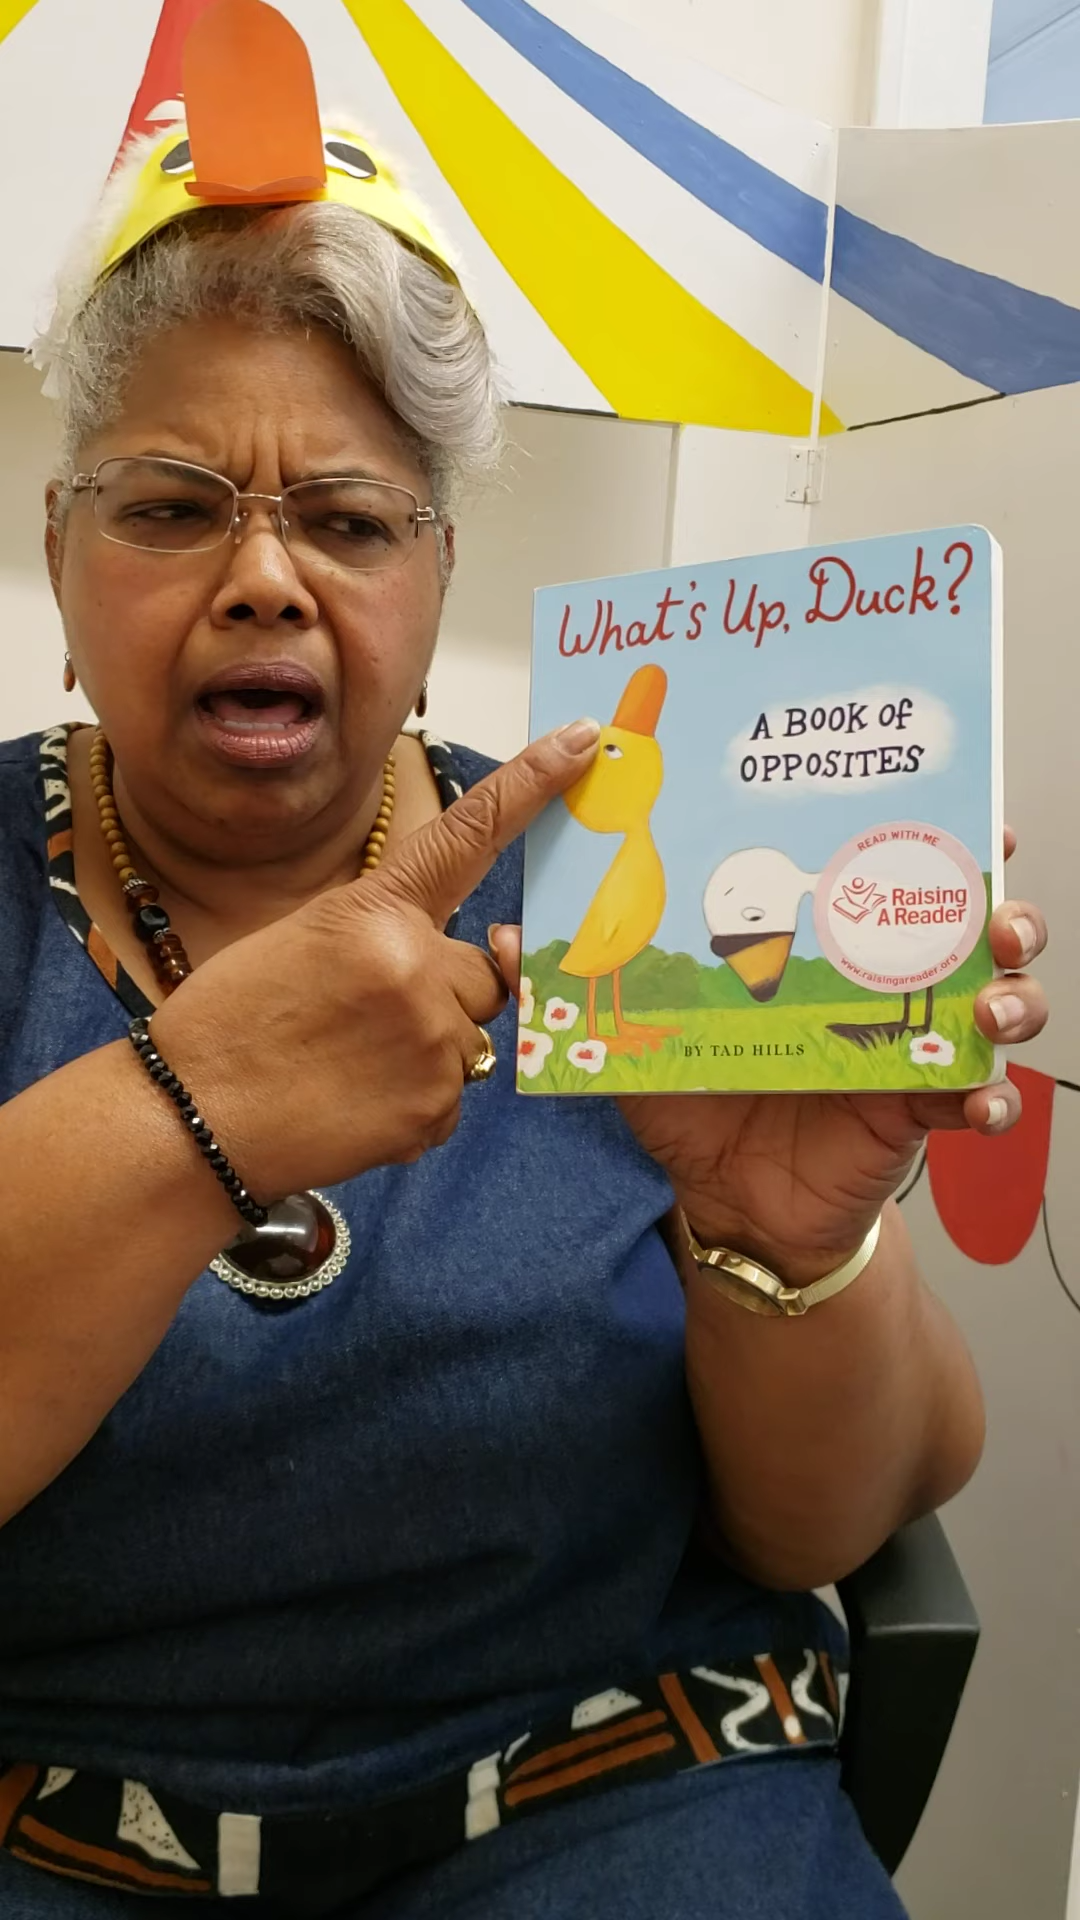 What's Up, Duck?
A BOOK OF
OPPOSITES
READ WITH ME
Raising
A Reader
www.raisingareader.org
BY TAD HILLS